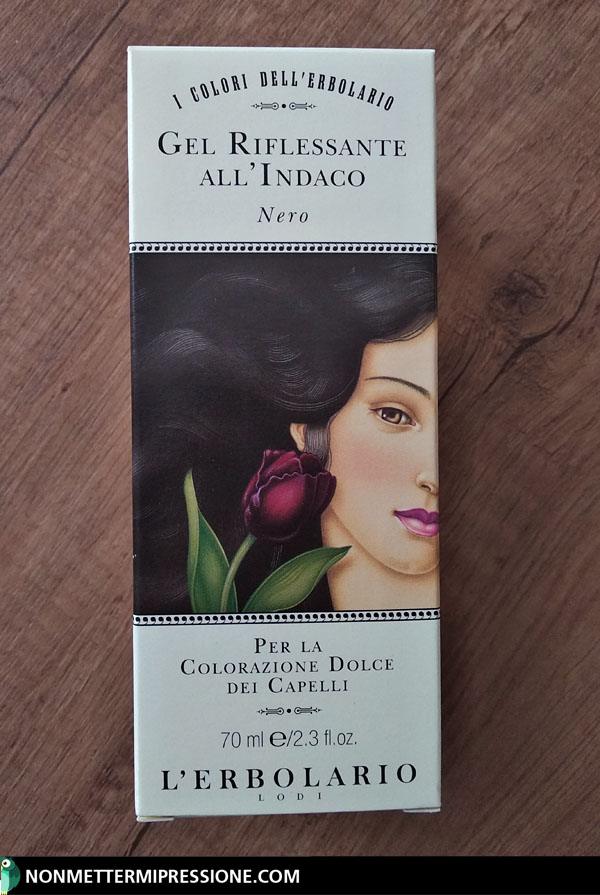 I COLORI DELL'ERBOLARIO
GEL RIFLESSANTE
ALL'INDACO
Nero
PER LA
COLORAZIONE DOLCE
DEI CAPELLI
70 ml e/2.3 fl.oz.
L'ERBOLARIO
LODI
NONMETTERMIPRESSIONE.COM